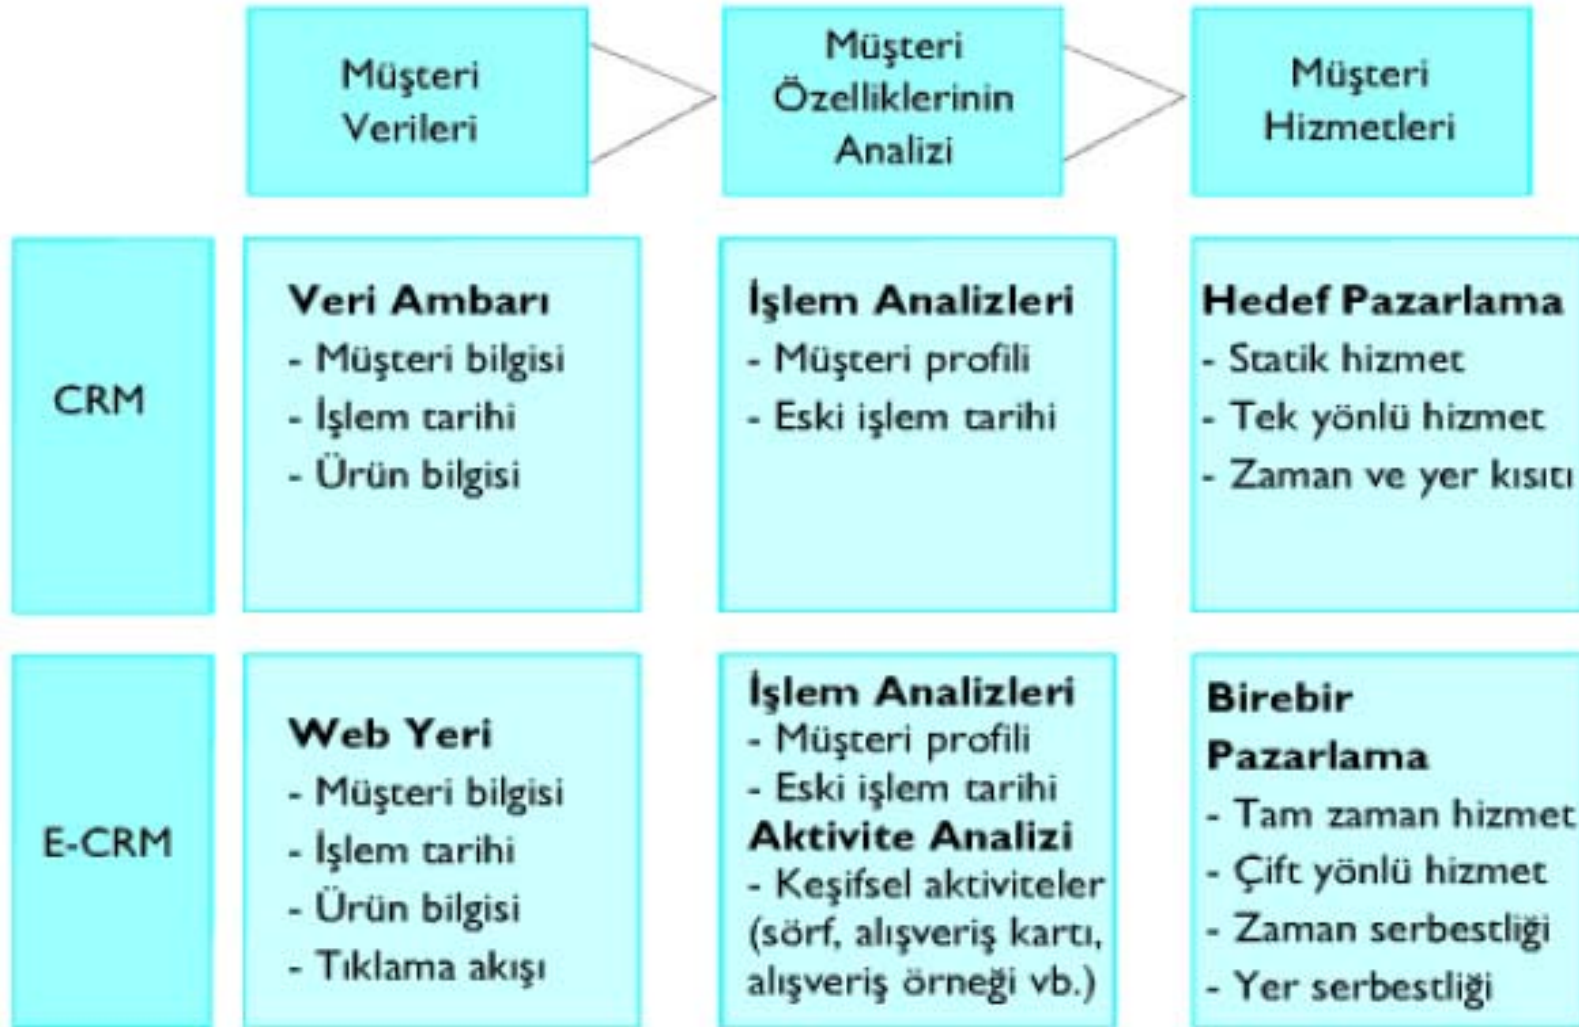 Müşteri
Verileri
Müşteri
Özelliklerinin
Analizi
Müşteri
Hizmetleri
CRM
Veri Ambarı
- Müşteri bilgisi
- İşlem tarihi
- Ürün bilgisi
İşlem Analizleri
- Müşteri profili
- Eski işlem tarihi
Hedef Pazarlama
- Statik hizmet
- Tek yönlü hizmet
- Zaman ve yer kısıtı
E-CRM
Web Yeri
- Müşteri bilgisi
- İşlem tarihi
- Ürün bilgisi
- Tıklama akışı
İşlem Analizleri
- Müşteri profili
- Eski işlem tarihi
Aktivite Analizi
- Keşifsel aktiviteler
(sörf, alışveriş kartı,
alışveriş örneği vb.)
Birebir
Pazarlama
- Tam zaman hizmet
- Çift yönlü hizmet
- Zaman serbestliği
- Yer serbestliği